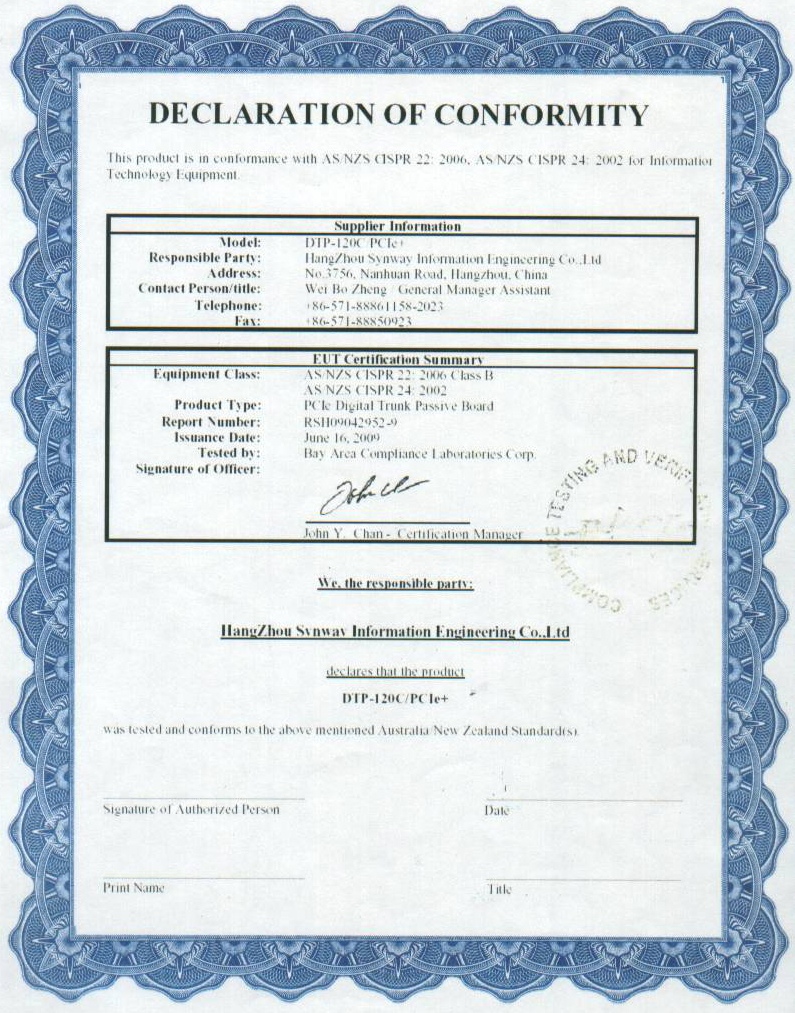 DECLARATION OF CONFORMITY
This product is in conformance with AS/NZS CISPR 22: 2006, AS/NZS CISPR 24: 2002 for Information
Technology Equipment.
Supplier Information
Model: DTP-120C/PCIe+
Responsible Party: HangZhou Synway Information Engineering Co.,Ltd
Address: No.3756, Nanhuan Road, Hangzhou, China
Contact Person/title: Wei Bo Zheng / General Manager Assistant
Telephone: +86-571-88861158-2023
Fax: +86-571-88850923
EUT Certification Summary
Equipment Class: AS/NZS CISPR 22: 2006 Class B
AS/NZS CISPR 24: 2002
Product Type: PCIe Digital Trunk Passive Board
Report Number: RSH09042952-9
Issuance Date: June 16, 2009
Tested by: Bay Area Compliance Laboratories Corp.
Signature of Officer:
John Y. Chan - Certification Manager
COMPLIANCE TESTING AND VERIFICATION SERVICES
We, the responsible party:
HangZhou Synway Information Engineering Co.,Ltd
declares that the product
DTP-120C/PCIe+
was tested and conforms to the above mentioned Australia/New Zealand Standard(s).
Signature of Authorized Person Date
Print Name Title